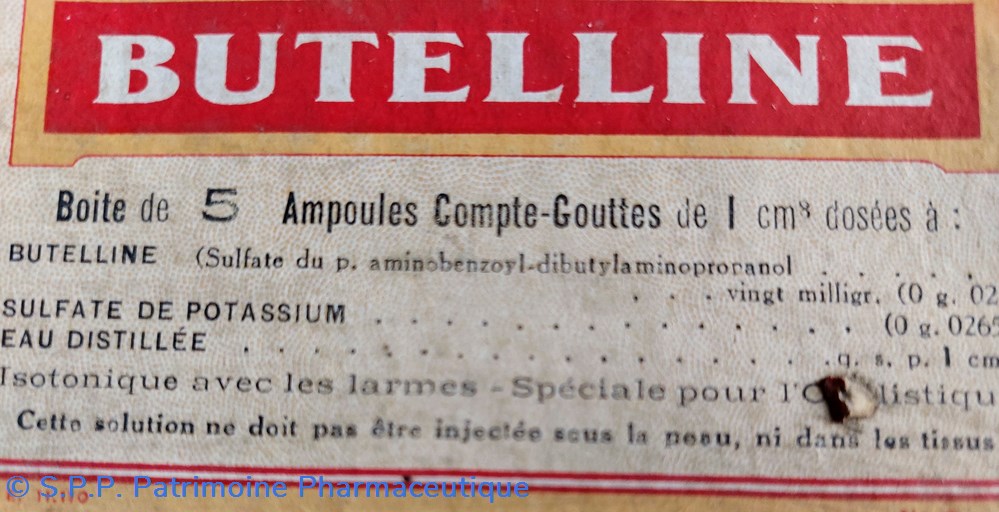 BUTELLINE
Boite de 5 Ampoules Compte-Gouttes de 1 cm³ dosées à :
BUTELLINE (Sulfate du p. aminobenzoyl-dibutylaminopropanol . . . . .
. . . vingt milligr. (0 g. 02
SULFATE DE POTASSIUM . . . . . . . . . . . . (0 g. 0265
EAU DISTILLÉE . . . . . . . . . . . . . . q. s. p. 1 cm
Isotonique avec les larmes - Spéciale pour
Cette solution ne doit pas être injectée sous la peau, ni dans les tissus
© S.P.P. Patrimoine Pharmaceutique